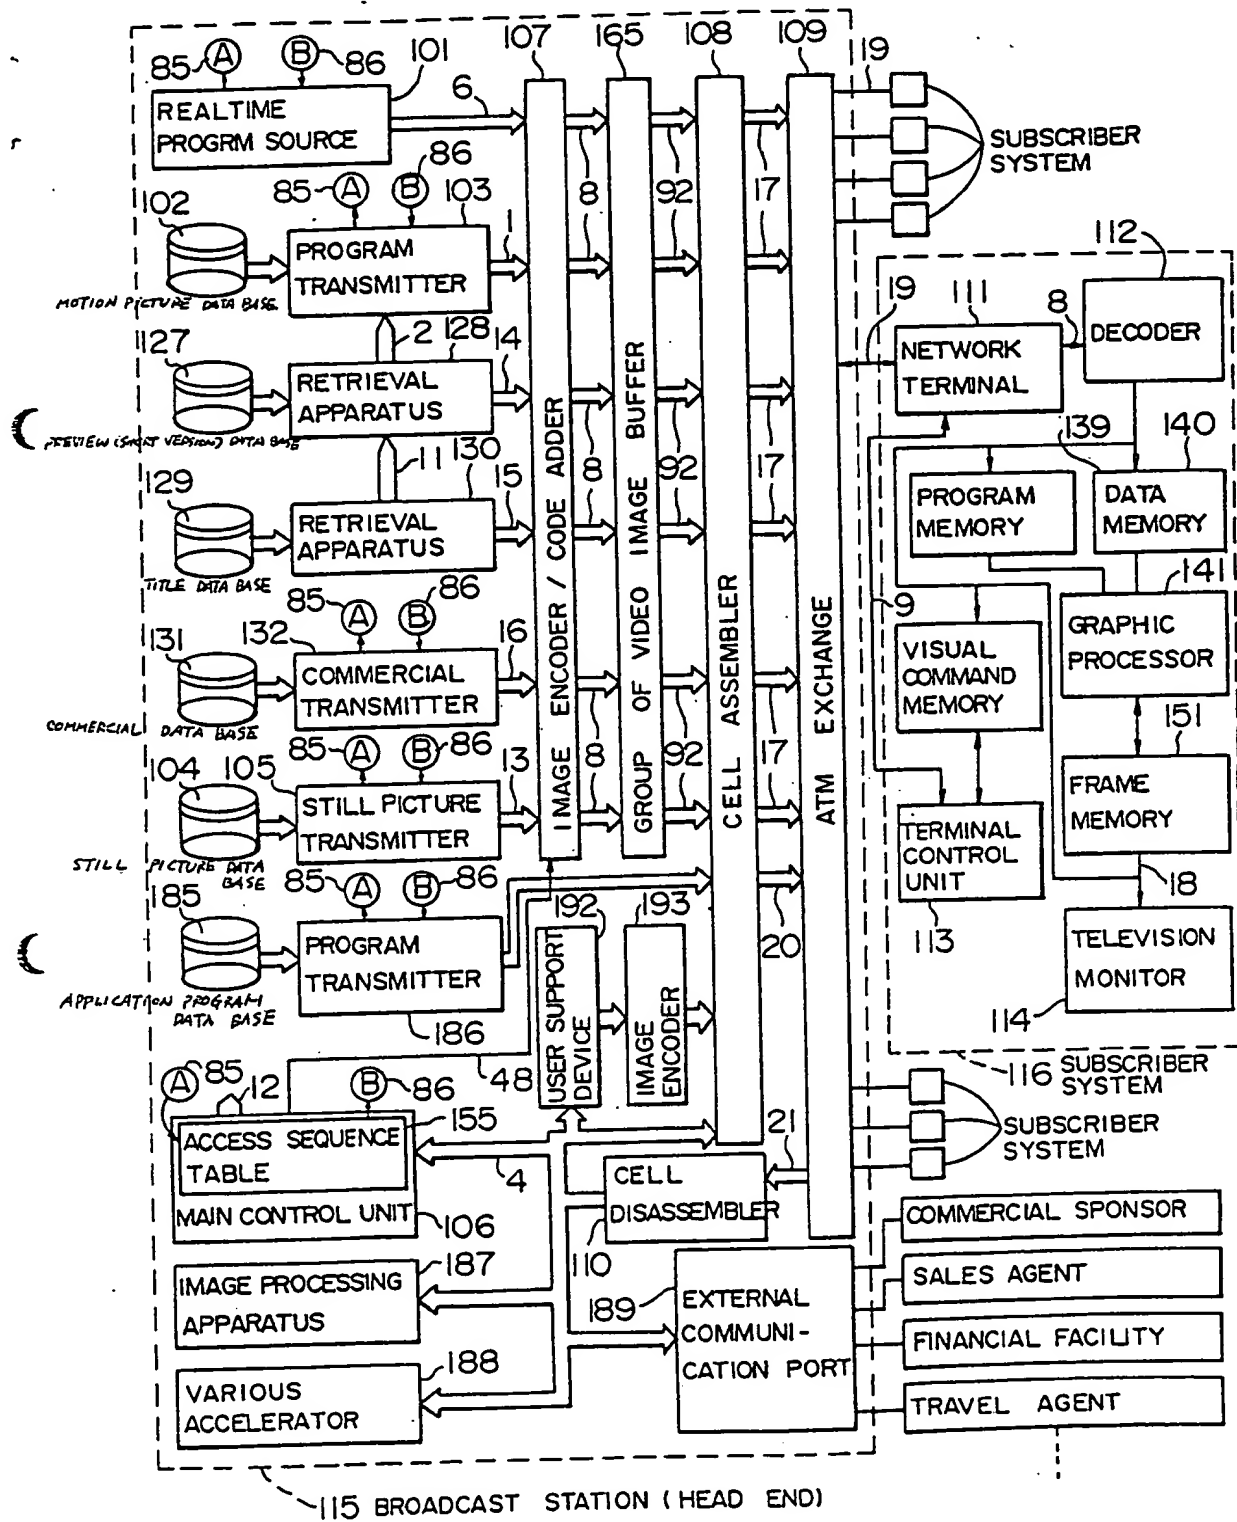 107
165
108
109
85
A
B
86
101
REALTIME
PROGRM SOURCE
6
19
SUBSCRIBER
SYSTEM
8
92
17
85
A
B
86
103
102
PROGRAM
TRANSMITTER
1
MOTION PICTURE DATA BASE
8
92
17
2
128
14
127
RETRIEVAL
APPARATUS
PREVIEW (SHORT VERSION) DATA BASE
11
130
15
129
RETRIEVAL
APPARATUS
TITLE DATA BASE
85
A
B
86
131
132
16
COMMERCIAL
TRANSMITTER
COMMERCIAL DATA BASE
8
92
17
85
A
B
86
104
105
13
STILL PICTURE
TRANSMITTER
STILL PICTURE DATA
BASE
8
92
17
85
A
B
86
185
PROGRAM
TRANSMITTER
APPLICATION PROGRAM
DATA BASE
186
IMAGE ENCODER / CODE ADDER
GROUP OF VIDEO IMAGE BUFFER
CELL ASSEMBLER
ATM EXCHANGE
20
192
193
USER SUPPORT
DEVICE
IMAGE
ENCODER
48
A
85
12
B
86
155
ACCESS SEQUENCE
TABLE
MAIN CONTROL UNIT
106
4
21
CELL
DISASSEMBLER
110
187
IMAGE PROCESSING
APPARATUS
188
VARIOUS
ACCELERATOR
189
EXTERNAL
COMMUNI-
CATION PORT
112
19
111
8
DECODER
NETWORK
TERMINAL
139
140
PROGRAM
MEMORY
DATA
MEMORY
141
9
VISUAL
COMMAND
MEMORY
GRAPHIC
PROCESSOR
151
FRAME
MEMORY
TERMINAL
CONTROL
UNIT
113
18
TELEVISION
MONITOR
114
116 SUBSCRIBER
SYSTEM
SUBSCRIBER
SYSTEM
COMMERCIAL SPONSOR
SALES AGENT
FINANCIAL FACILITY
TRAVEL AGENT
115 BROADCAST STATION (HEAD END)